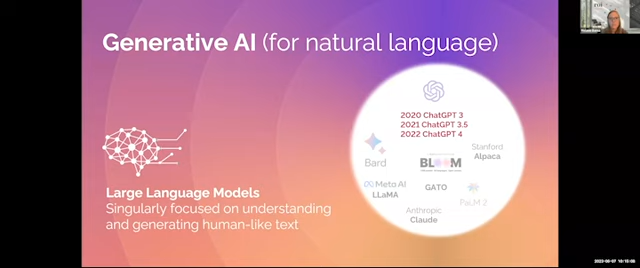 Generative AI (for natural language)
2020 ChatGPT 3
2021 ChatGPT 3.5
2022 ChatGPT 4
Bard
BLOOM
Stanford
Alpaca
Meta AI
LLaMA
GATO
PaLM 2
Anthropic
Claude
Large Language Models
Singularly focused on understanding
and generating human-like text